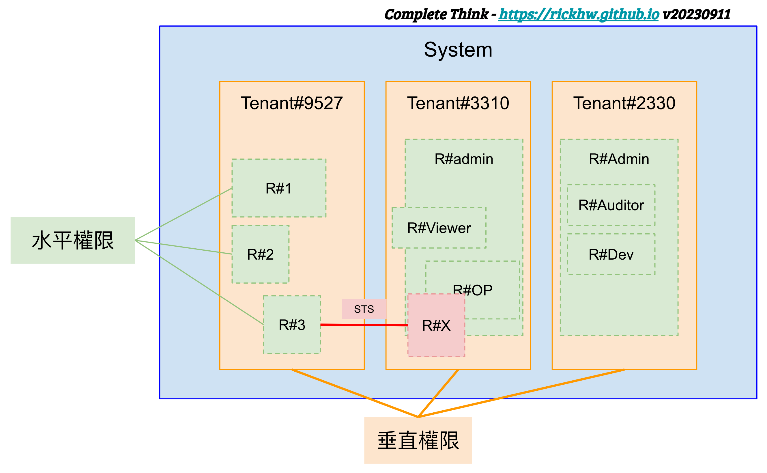 Complete Think - https://rickhw.github.io v20230911
System
Tenant#9527
Tenant#3310
Tenant#2330
R#1
R#2
R#3
STS
R#admin
R#Viewer
R#OP
R#X
R#Admin
R#Auditor
R#Dev
水平權限
垂直權限